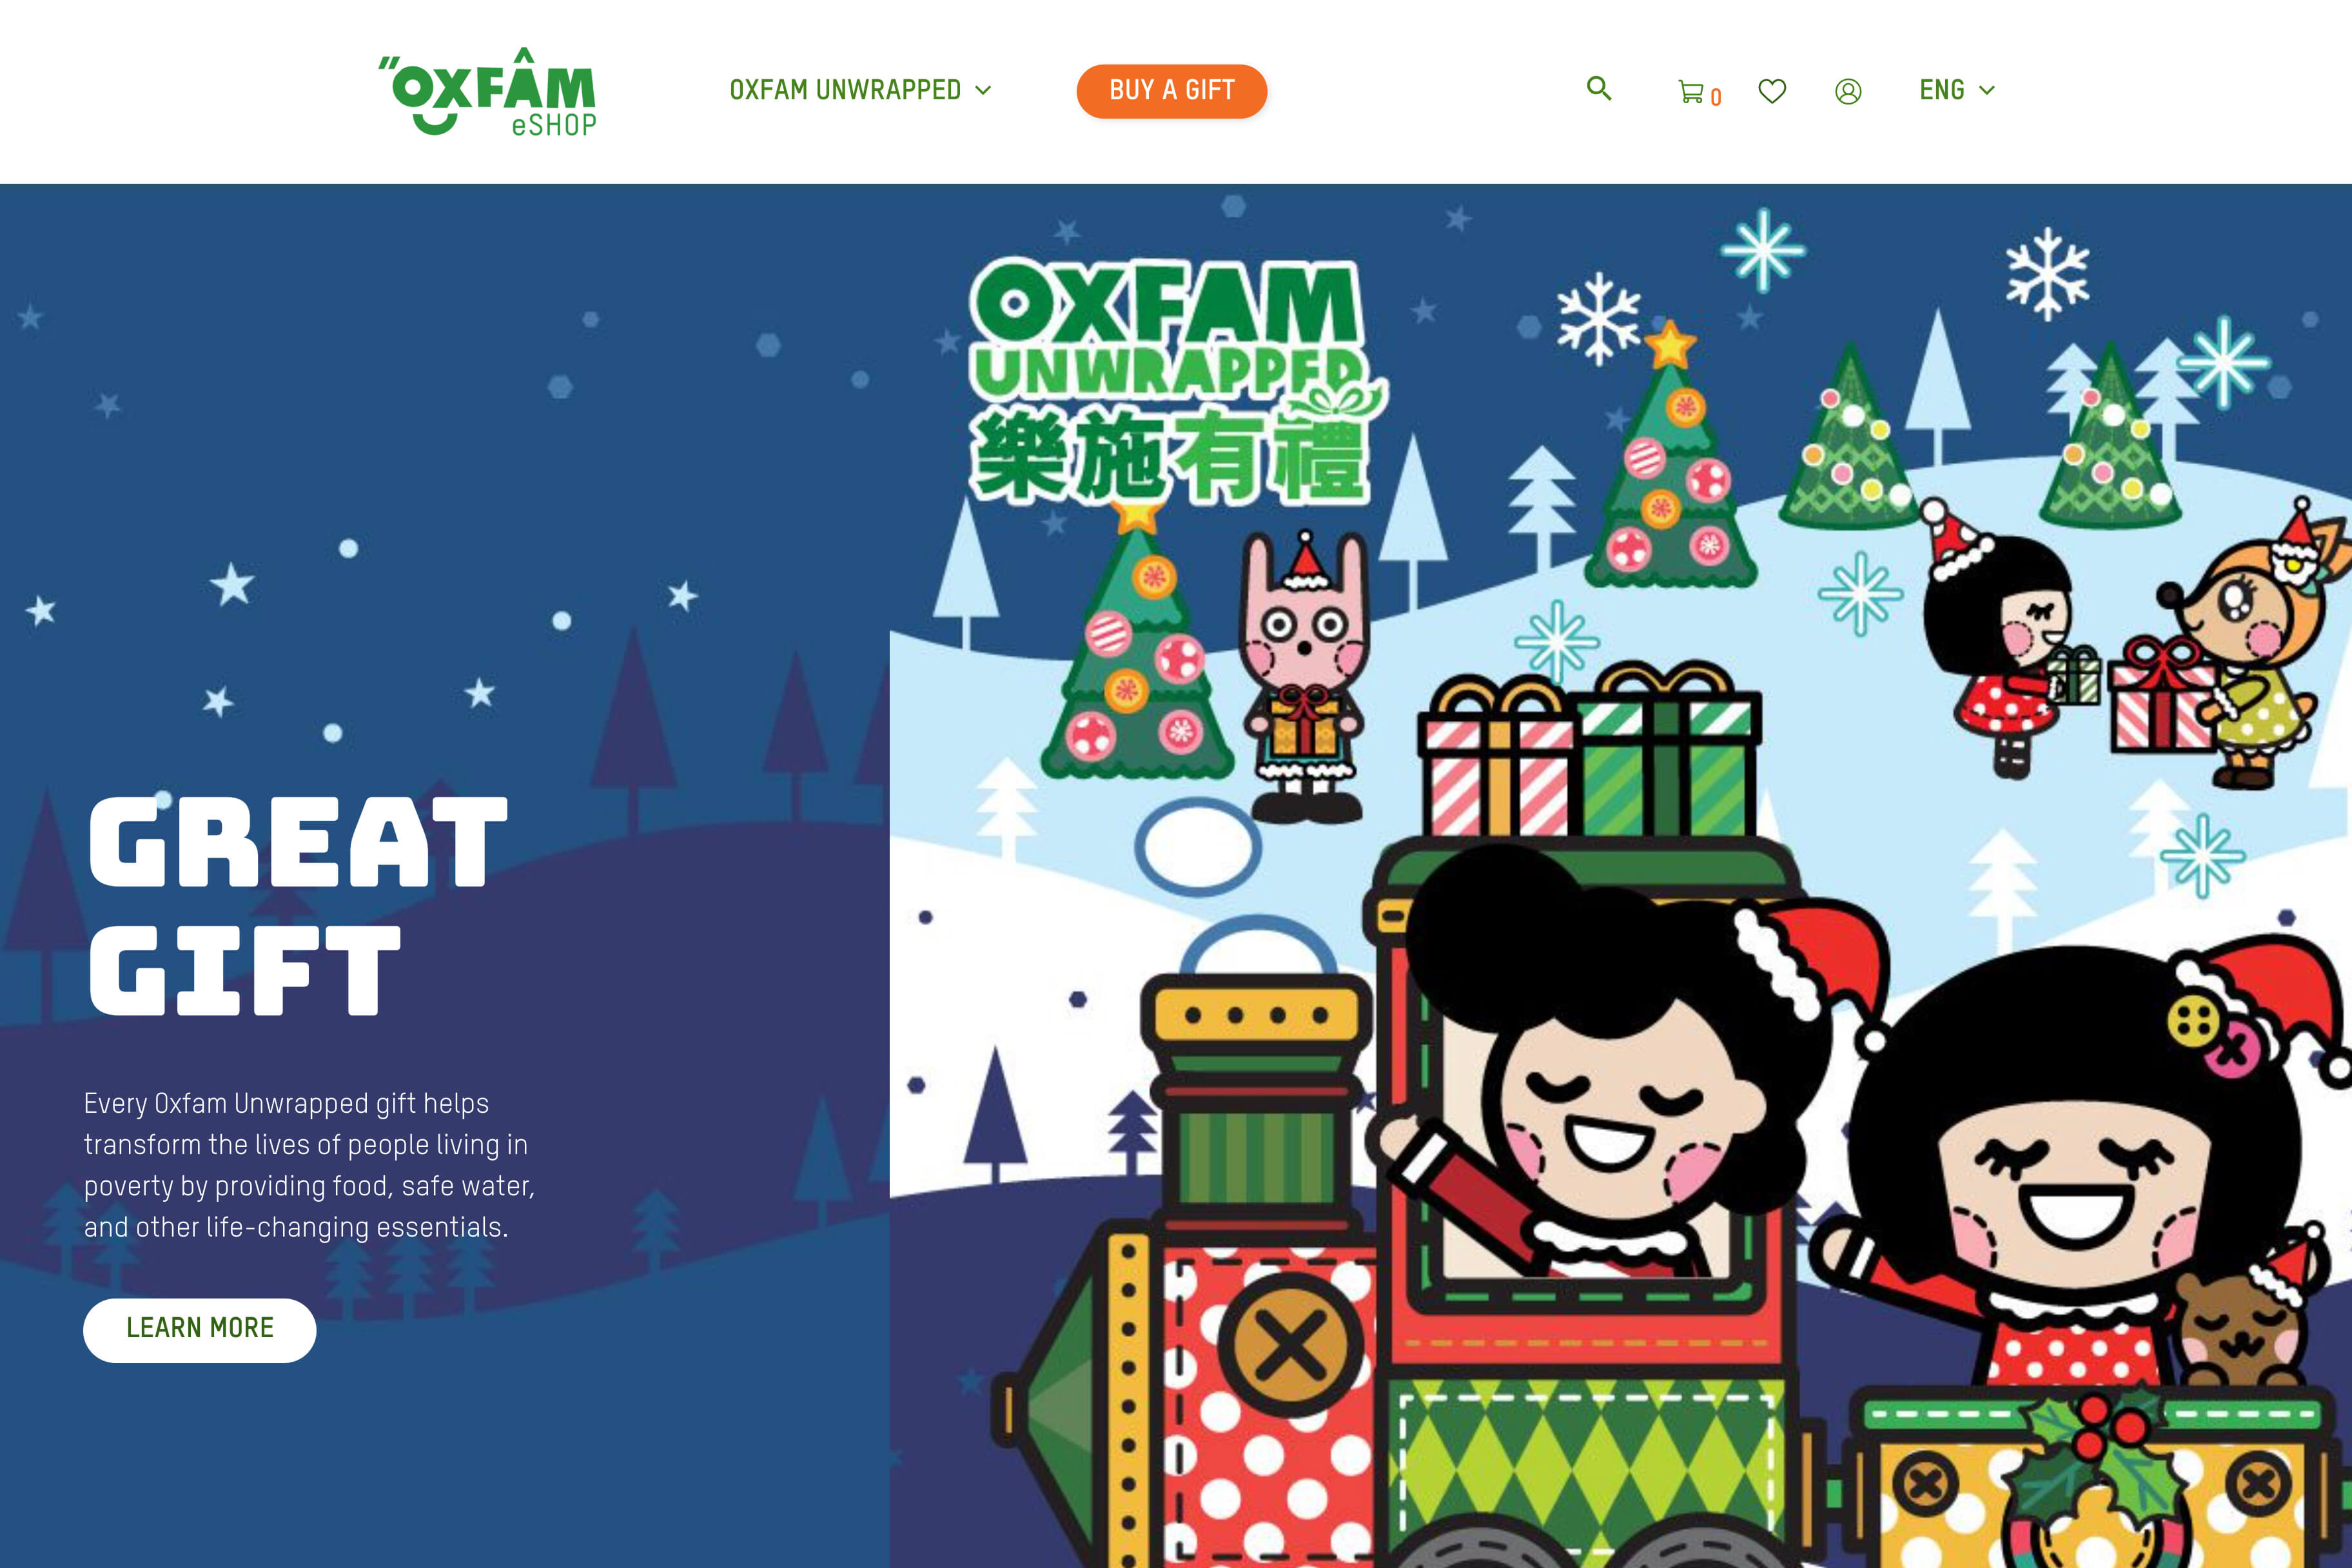 "OXFÂM
eSHOP
OXFAM UNWRAPPED
BUY A GIFT
0
ENG
OXFAM
UNWRAPPED
樂施有禮
GREAT
GIFT
Every Oxfam Unwrapped gift helps
transform the lives of people living in
poverty by providing food, safe water,
and other life-changing essentials.
LEARN MORE